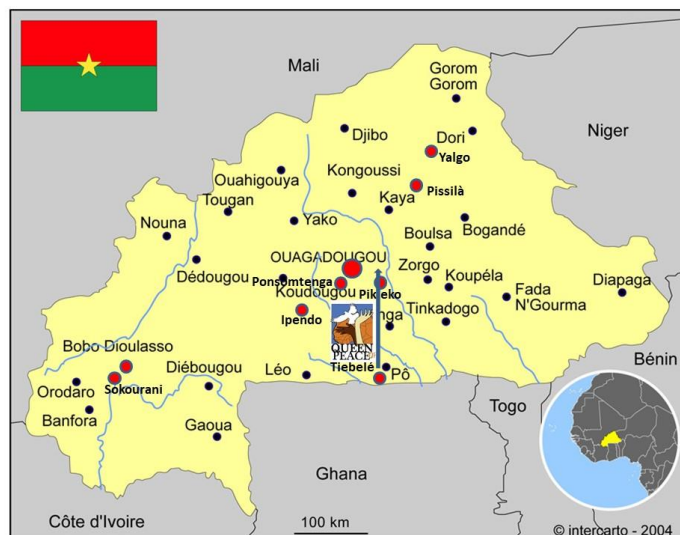 Mali
Gorom
Gorom
Niger
Djibo
Dori
Yalgo
Ouahigouya
Kongoussi
Pissilà
Tougan
Kaya
Nouna
Yako
Boulsa
Bogandé
OUAGADOUGOU
Dédougou
Zorgo
Ponsomtenga
Koupéla
Koudougou
Diapaga
Fada
N'Gourma
Ipendo
Tinkadogo
QUEEN
PEACE
Bobo Dioulasso
Bénin
Diébougou
Léo
Tiebelé
Pô
Orodaro
Sokourani
Banfora
Togo
Gaoua
Ghana
Côte d'Ivoire
100 km
© intercarto - 2004